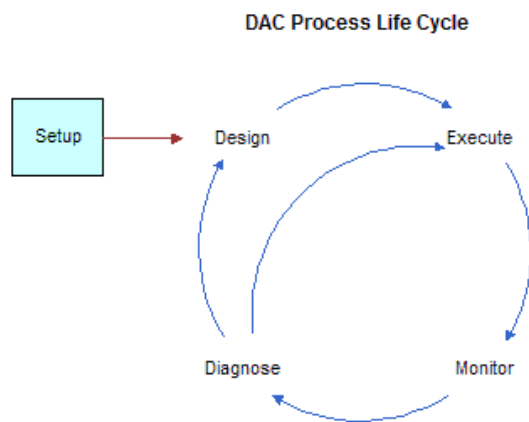 DAC Process Life Cycle
Setup
Design
Execute
Diagnose
Monitor